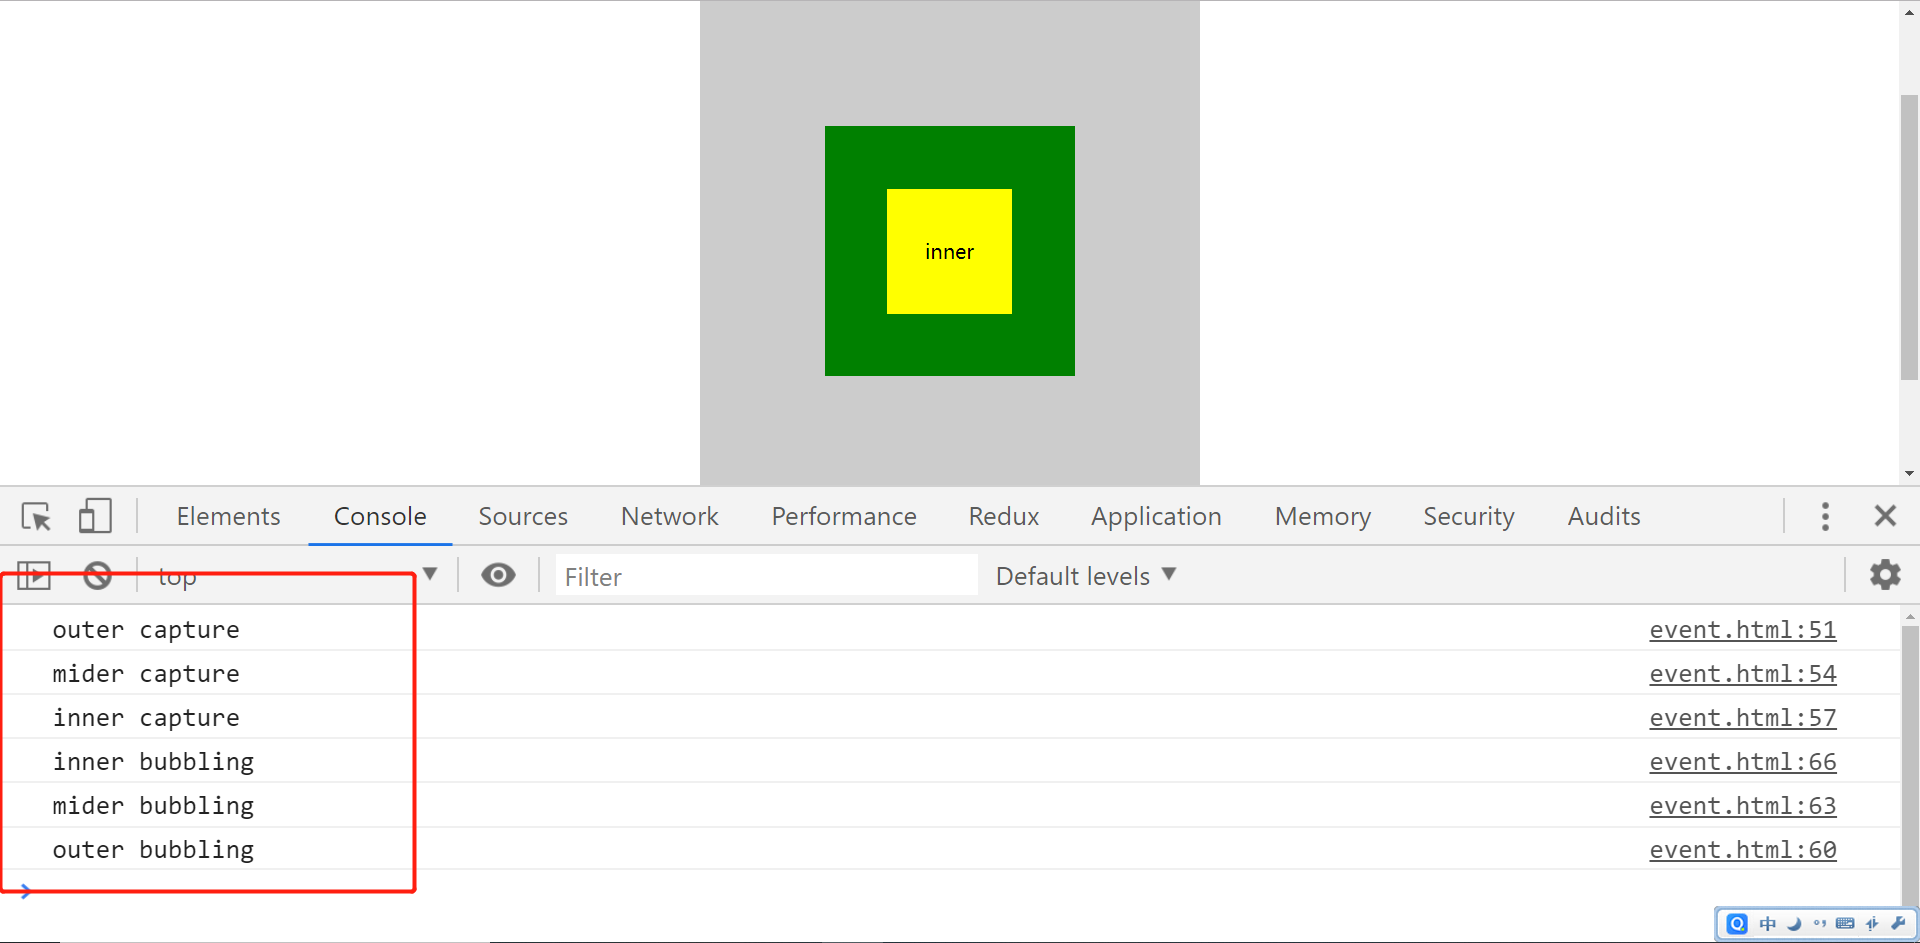 inner
Elements Console Sources Network Performance Redux Application Memory Security Audits
top Filter Default levels
outer capture event.html:51
mider capture event.html:54
inner capture event.html:57
inner bubbling event.html:66
mider bubbling event.html:63
outer bubbling event.html:60
中